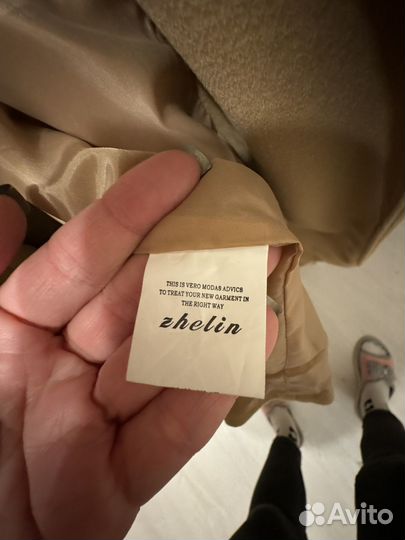 THIS IS VERO MODAS ADVICS
TO TREAT YOUR NEW GARMENT IN
THE RIGHT WAY
zhelin
Avito